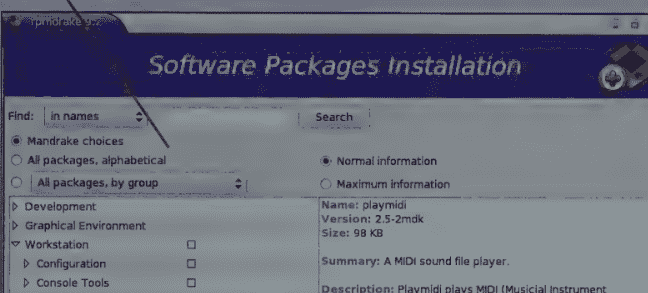 rpmdrake 9.2
Software Packages Installation
Find: in names Search
Mandrake choices
All packages, alphabetical
Normal information
All packages, by group
Maximum information
Development
Graphical Environment
Workstation
Configuration
Console Tools
Name: playmidi
Version: 2.5-2mdk
Size: 98 KB
Summary: A MIDI sound file player.
Description: Playmidi plays MIDI (Musicial Instrument